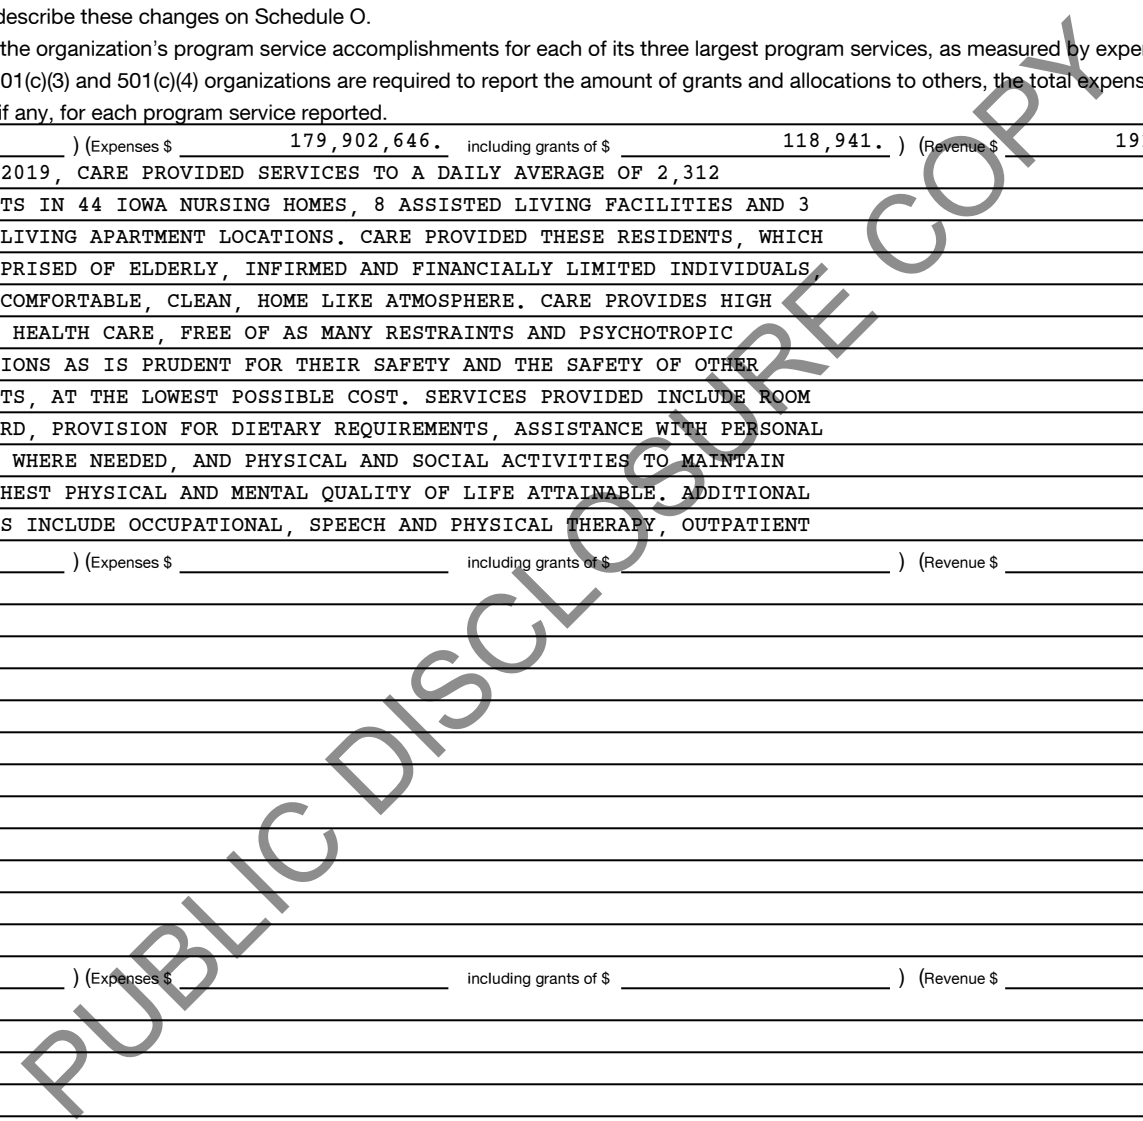 describe these changes on Schedule O.
the organization's program service accomplishments for each of its three largest program services, as measured by expen
01(c)(3) and 501(c)(4) organizations are required to report the amount of grants and allocations to others, the total expens
if any, for each program service reported.
) (Expenses $ 179,902,646. including grants of $ 118,941. ) (Revenue $ 19
2019, CARE PROVIDED SERVICES TO A DAILY AVERAGE OF 2,312
TS IN 44 IOWA NURSING HOMES, 8 ASSISTED LIVING FACILITIES AND 3
LIVING APARTMENT LOCATIONS. CARE PROVIDED THESE RESIDENTS, WHICH
PRISED OF ELDERLY, INFIRMED AND FINANCIALLY LIMITED INDIVIDUALS,
COMFORTABLE, CLEAN, HOME LIKE ATMOSPHERE. CARE PROVIDES HIGH
HEALTH CARE, FREE OF AS MANY RESTRAINTS AND PSYCHOTROPIC
IONS AS IS PRUDENT FOR THEIR SAFETY AND THE SAFETY OF OTHER
TS, AT THE LOWEST POSSIBLE COST. SERVICES PROVIDED INCLUDE ROOM
RD, PROVISION FOR DIETARY REQUIREMENTS, ASSISTANCE WITH PERSONAL
WHERE NEEDED, AND PHYSICAL AND SOCIAL ACTIVITIES TO MAINTAIN
HEST PHYSICAL AND MENTAL QUALITY OF LIFE ATTAINABLE. ADDITIONAL
S INCLUDE OCCUPATIONAL, SPEECH AND PHYSICAL THERAPY, OUTPATIENT
) (Expenses $ including grants of $ ) (Revenue $
) (Expenses $ including grants of $ ) (Revenue $
PUBLIC DISCLOSURE COPY